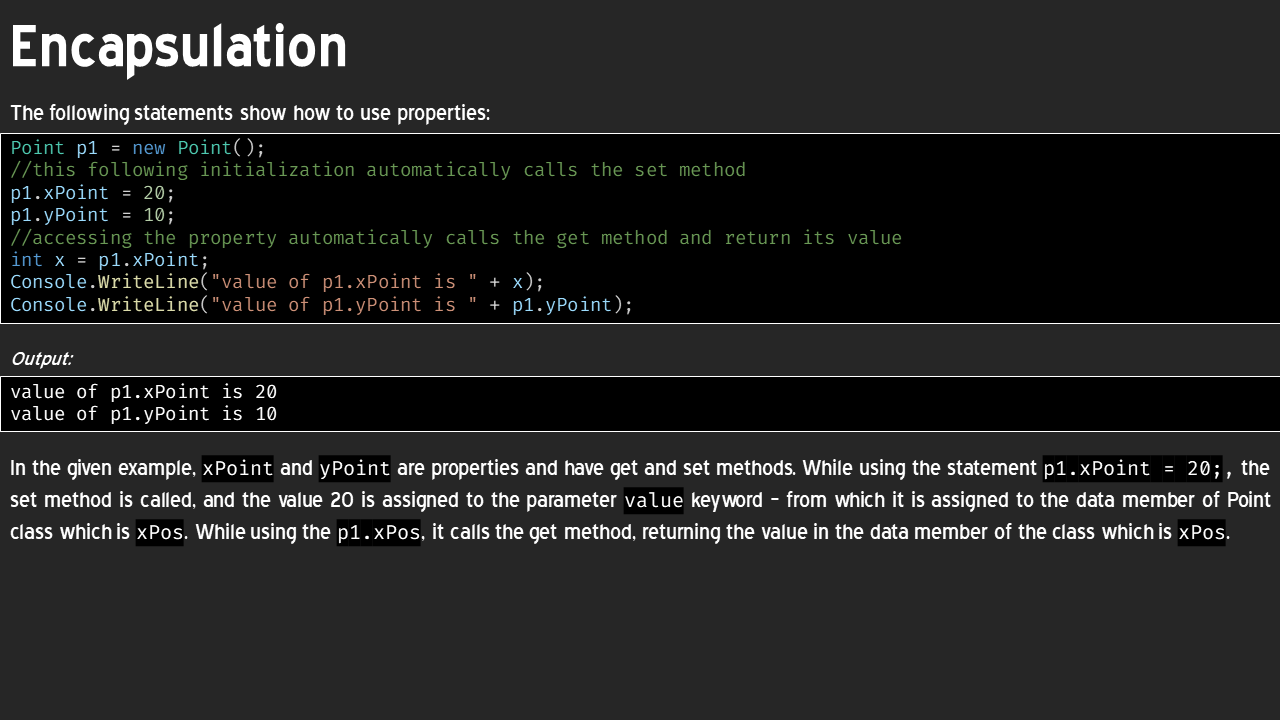 Encapsulation
The following statements show how to use properties:
Point p1 = new Point();
//this following initialization automatically calls the set method
p1.xPoint = 20;
p1.yPoint = 10;
//accessing the property automatically calls the get method and return its value
int x = p1.xPoint;
Console.WriteLine("value of p1.xPoint is " + x);
Console.WriteLine("value of p1.yPoint is " + p1.yPoint);
Output:
value of p1.xPoint is 20
value of p1.yPoint is 10
In the given example, xPoint and yPoint are properties and have get and set methods. While using the statement p1.xPoint = 20;, the
set method is called, and the value 20 is assigned to the parameter value keyword – from which it is assigned to the data member of Point
class which is xPos. While using the p1.xPos, it calls the get method, returning the value in the data member of the class which is xPos.